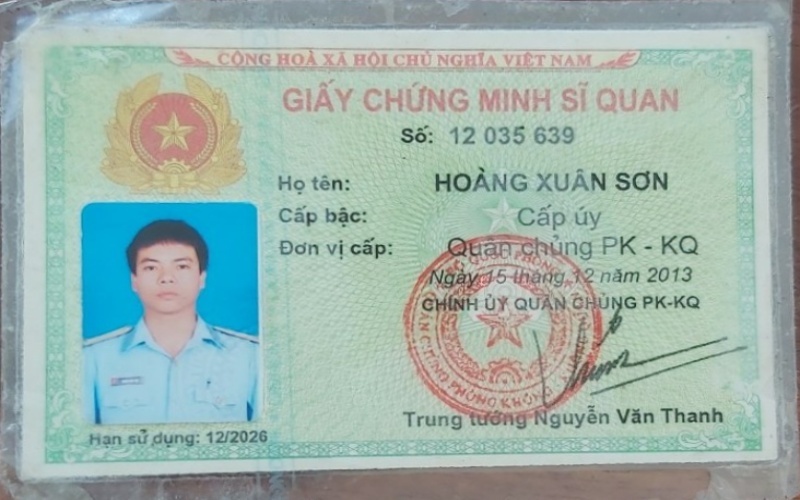 CỘNG HOÀ XÃ HỘI CHỦ NGHĨA VIỆT NAM
GIẤY CHỨNG MINH SĨ QUAN
Số: 12 035 639
Họ tên: HOÀNG XUÂN SƠN
Cấp bậc: Cấp úy
Đơn vị cấp: Quân chủng PK - KQ
Ngày 15 tháng 12 năm 2013
CHÍNH ỦY QUÂN CHỦNG PK-KQ
Trung tướng Nguyễn Văn Thanh
Hạn sử dụng: 12/2026